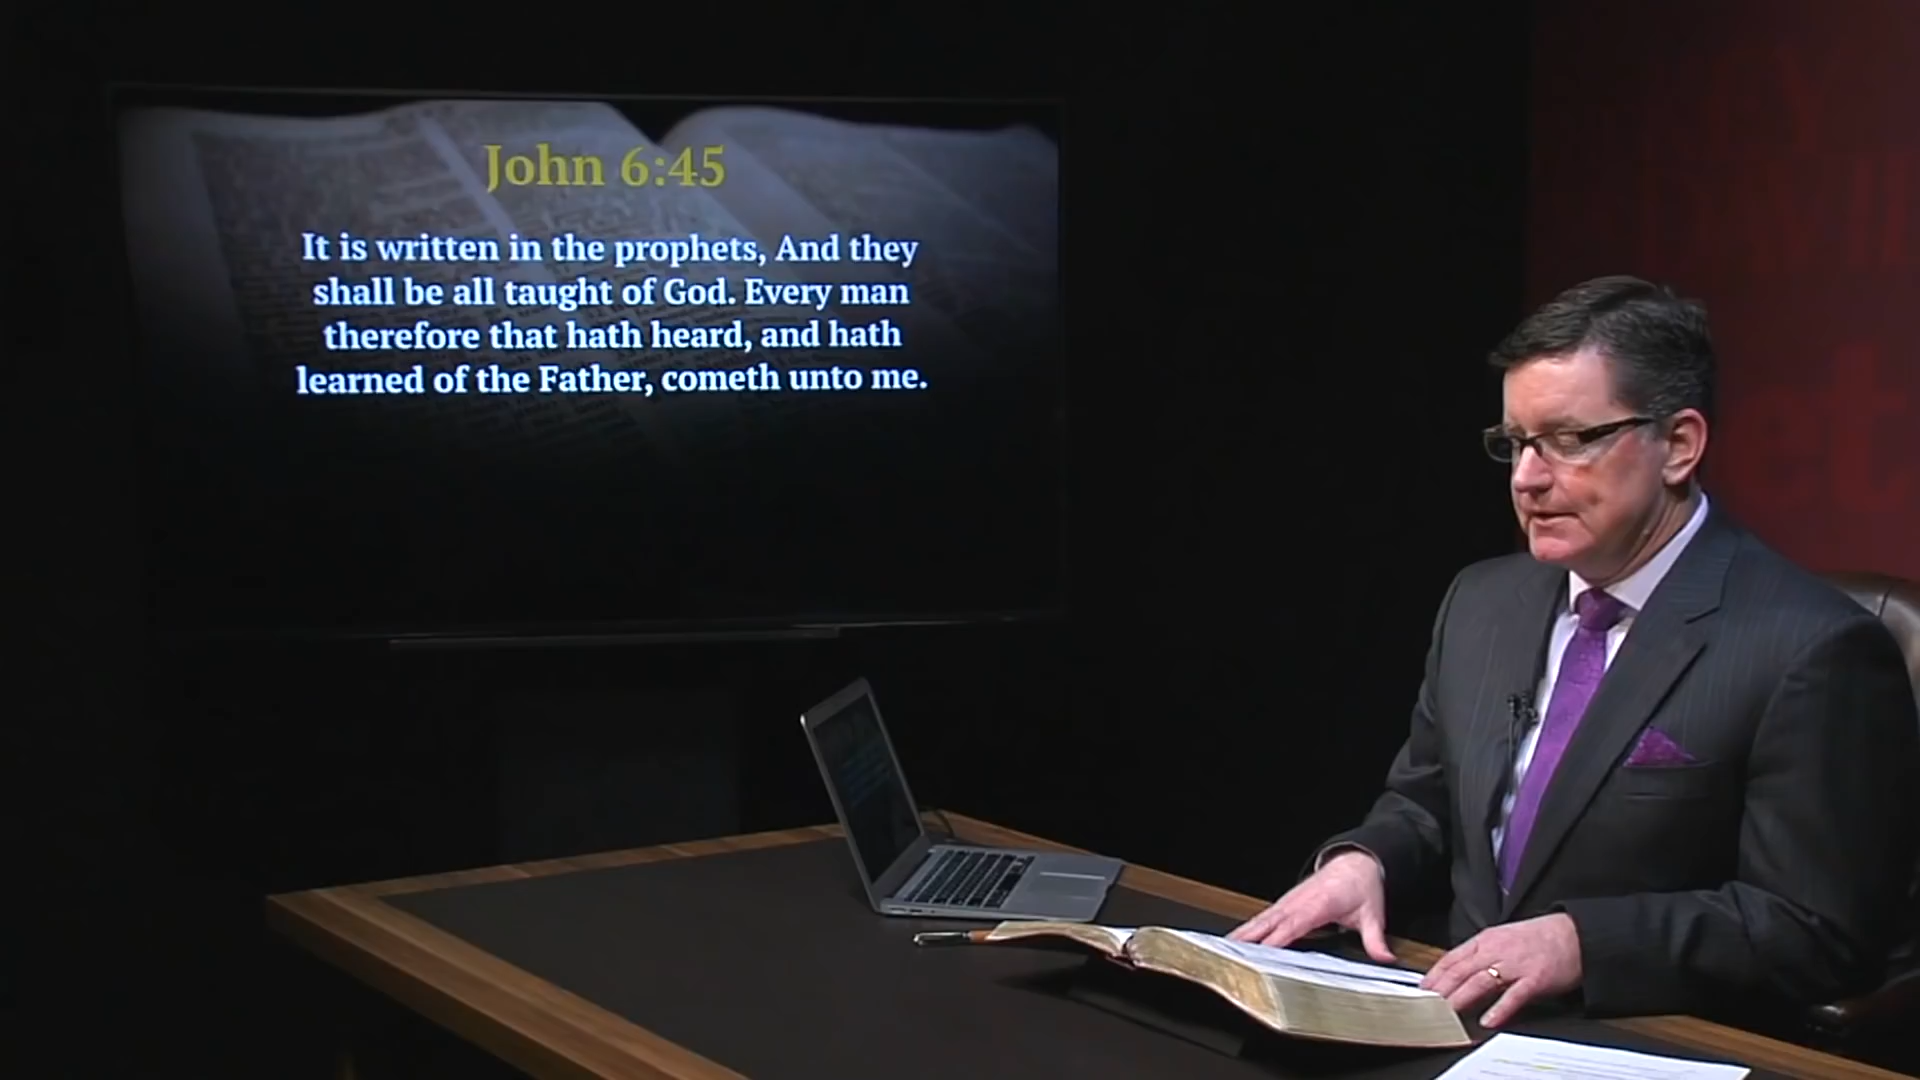 John 6:45
It is written in the prophets, And they
shall be all taught of God. Every man
therefore that hath heard, and hath
learned of the Father, cometh unto me.
et